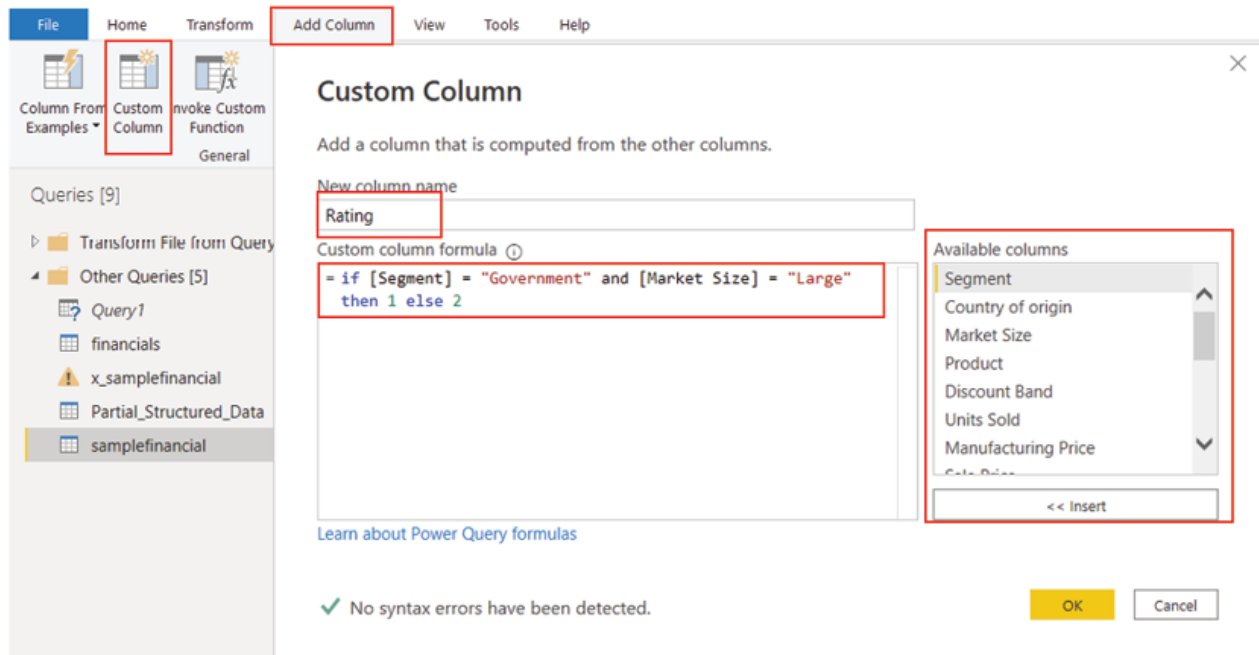 File Home Transform Add Column View Tools Help
Column From Examples
Custom Column
nvoke Custom Function
General
Queries [9]
Transform File from Query
Other Queries [5]
Query1
financials
x_samplefinancial
Partial_Structured_Data
samplefinancial
Custom Column
Add a column that is computed from the other columns.
New column name
Rating
Custom column formula
= if [Segment] = "Government" and [Market Size] = "Large"
then 1 else 2
Available columns
Segment
Country of origin
Market Size
Product
Discount Band
Units Sold
Manufacturing Price
Sale Price
<< Insert
Learn about Power Query formulas
No syntax errors have been detected.
OK Cancel